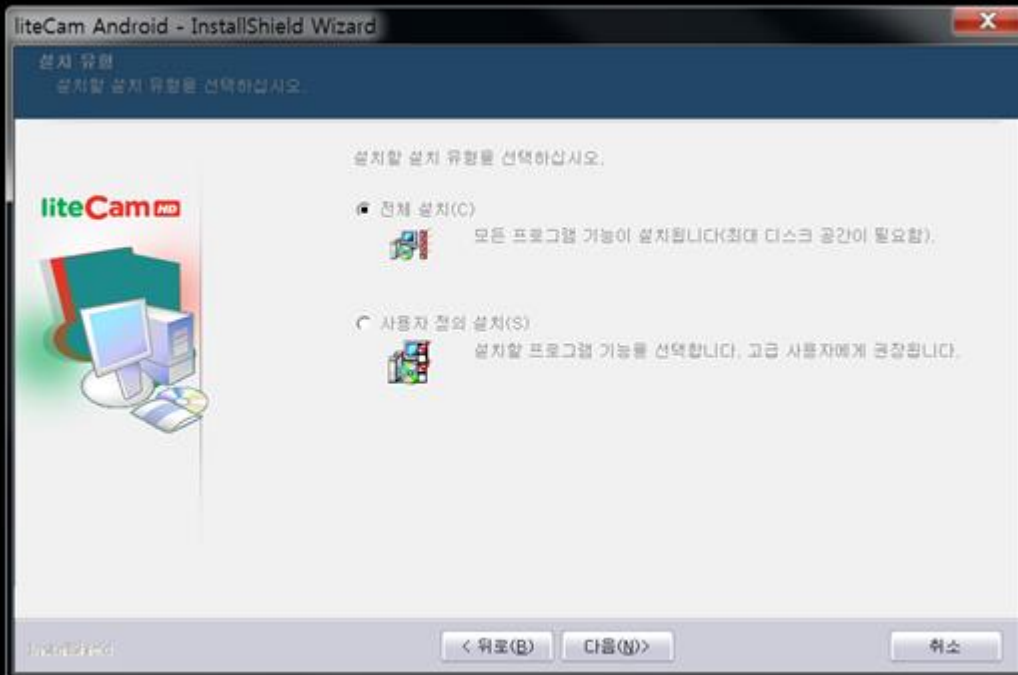 liteCam Android - InstallShield Wizard
설치 유형
설치할 설치 유형을 선택하십시오.
설치할 설치 유형을 선택하십시오.
liteCam HD
전체 설치(C)
모든 프로그램 기능이 설치됩니다(최대 디스크 공간이 필요함).
사용자 정의 설치(S)
설치할 프로그램 기능을 선택합니다. 고급 사용자에게 권장됩니다.
InstallShield
< 뒤로(B)
다음(N)>
취소